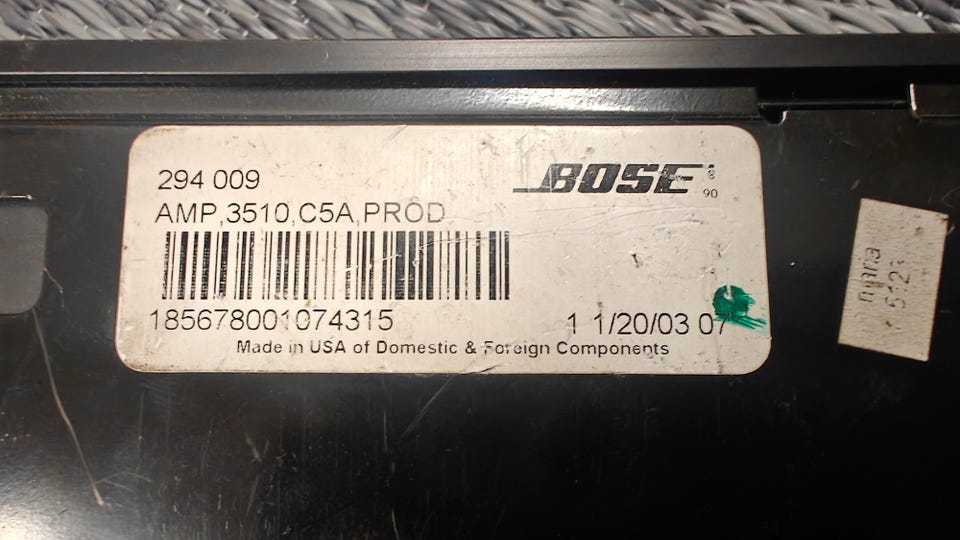 294 009
BOSE
90
AMP,3510,C5A,PROD
185678001074315
1 1/20/03 07
Made in USA of Domestic & Foreign Components